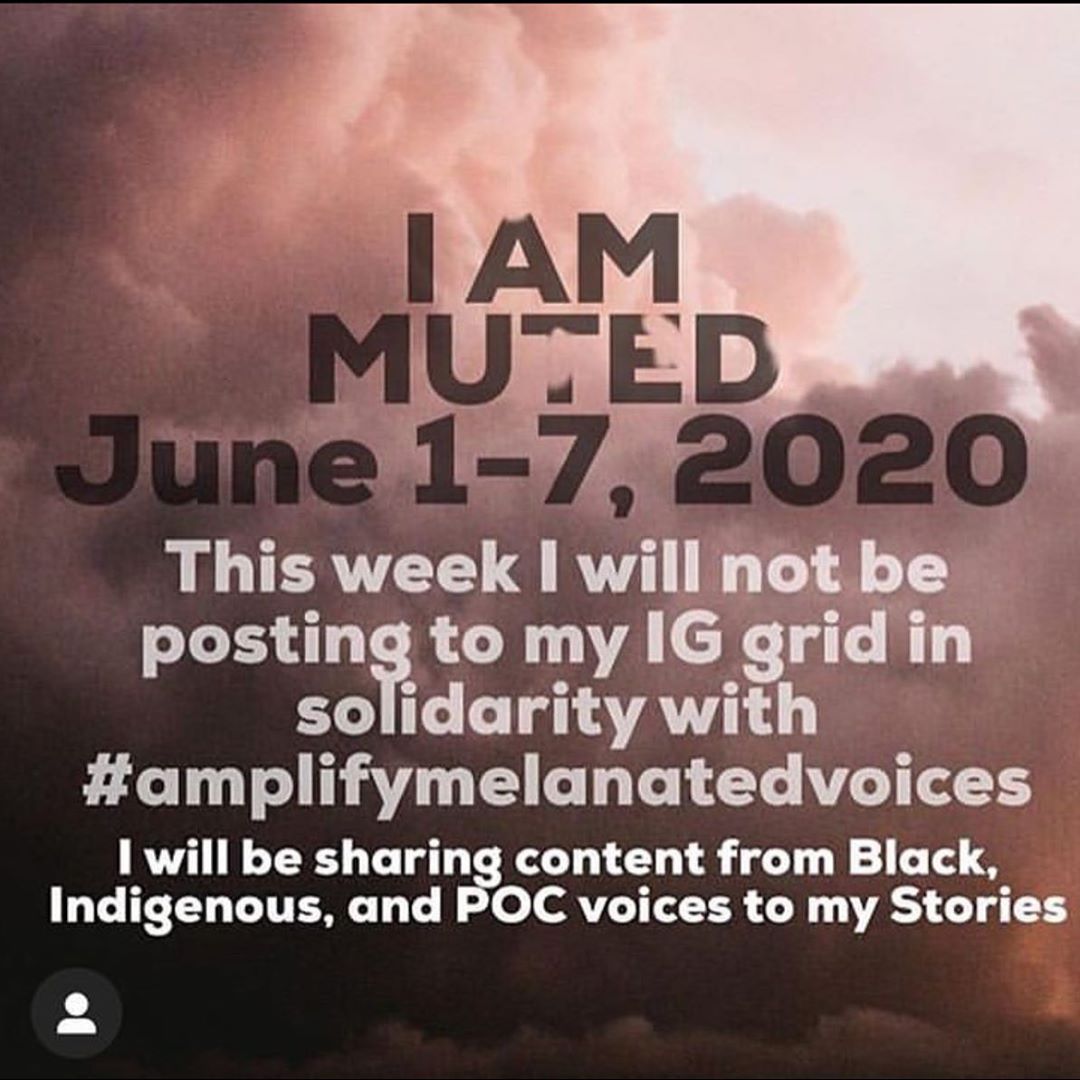 I AM
MUTED
June 1-7, 2020
This week I will not be
posting to my IG grid in
solidarity with
#amplifymelanatedvoices
I will be sharing content from Black,
Indigenous, and POC voices to my Stories